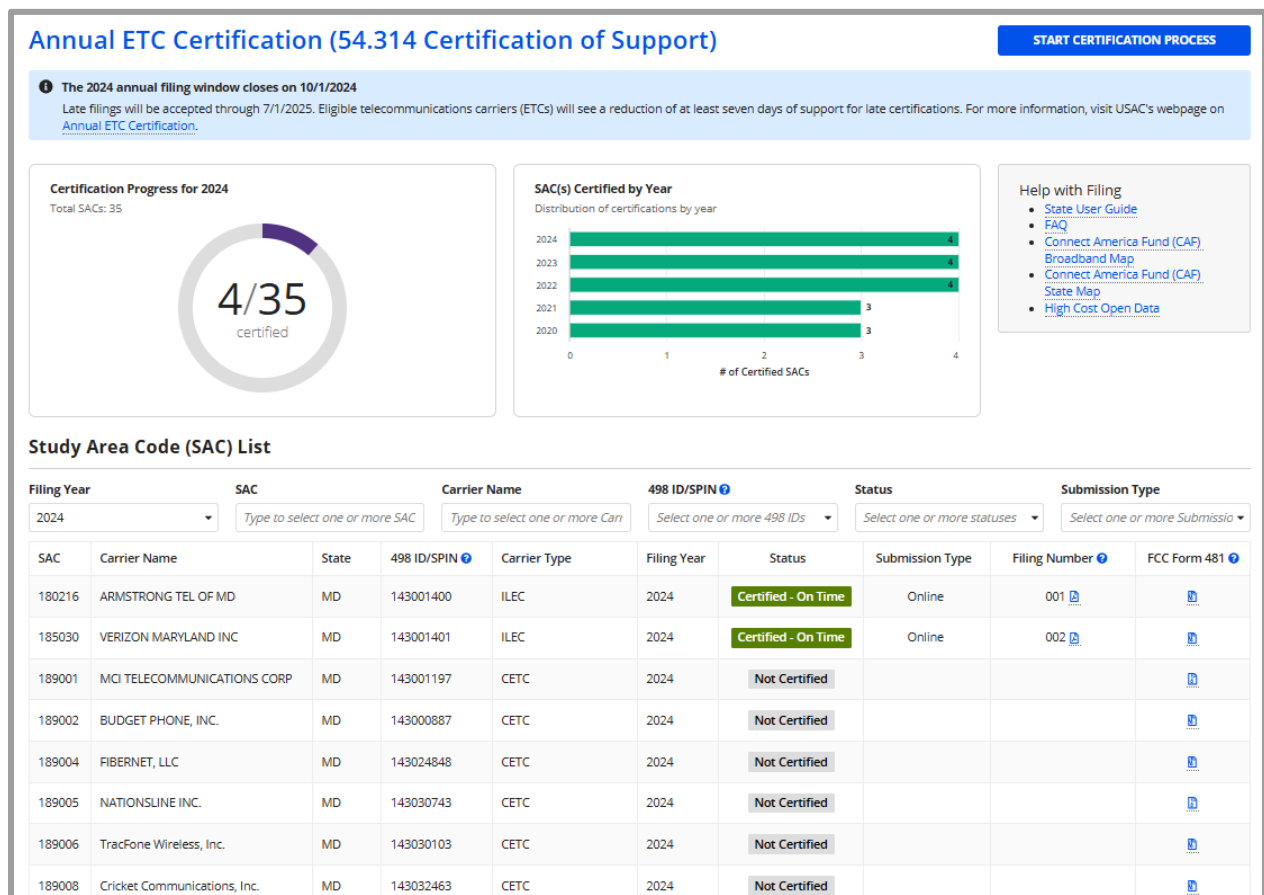 Annual ETC Certification (54.314 Certification of Support)
START CERTIFICATION PROCESS
The 2024 annual filing window closes on 10/1/2024
Late filings will be accepted through 7/1/2025. Eligible telecommunications carriers (ETCs) will see a reduction of at least seven days of support for late certifications. For more information, visit USAC's webpage on
Annual ETC Certification.
Certification Progress for 2024
Total SACs: 35
4/35
certified
SAC(s) Certified by Year
Distribution of certifications by year
2024 4
2023 4
2022 4
2021 3
2020 3
0 1 2 3 4
# of Certified SACs
Help with Filing
State User Guide
FAQ
Connect America Fund (CAF)
Broadband Map
Connect America Fund (CAF)
State Map
High Cost Open Data
Study Area Code (SAC) List
Filing Year SAC Carrier Name 498 ID/SPIN Status Submission Type
2024 Type to select one or more SAC Type to select one or more Carr Select one or more 498 IDs Select one or more statuses Select one or more Submissio
SAC Carrier Name State 498 ID/SPIN Carrier Type Filing Year Status Submission Type Filing Number FCC Form 481
180216 ARMSTRONG TEL OF MD MD 143001400 ILEC 2024 Certified - On Time Online 001
185030 VERIZON MARYLAND INC MD 143001401 ILEC 2024 Certified - On Time Online 002
189001 MCI TELECOMMUNICATIONS CORP MD 143001197 CETC 2024 Not Certified
189002 BUDGET PHONE, INC. MD 143000887 CETC 2024 Not Certified
189004 FIBERNET, LLC MD 143024848 CETC 2024 Not Certified
189005 NATIONSLINE INC. MD 143030743 CETC 2024 Not Certified
189006 TracFone Wireless, Inc. MD 143030103 CETC 2024 Not Certified
189008 Cricket Communications, Inc. MD 143032463 CETC 2024 Not Certified